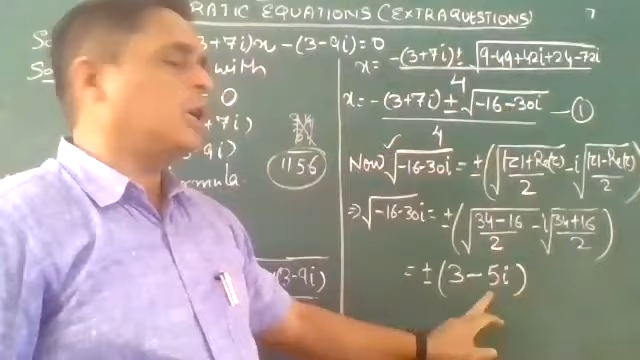 RATIC EQUATIONS (EXTRAQUESTIONS) 7
3+7i)x-(3-9i)=0
with
= 0
+7i)
-9i)
rmula.
1156
(3-9i)
x= -(3+7i)±√9-49+42i+24-72i
4
x= -(3+7i)±√-16-30i —①
4
Now √-16-30i = ±(√|z|+Re(z)/2 -i√|z|-Re(z)/2)
⇒√-16-30i = ±(√34-16/2 -i√34+16/2)
= ±(3-5i)